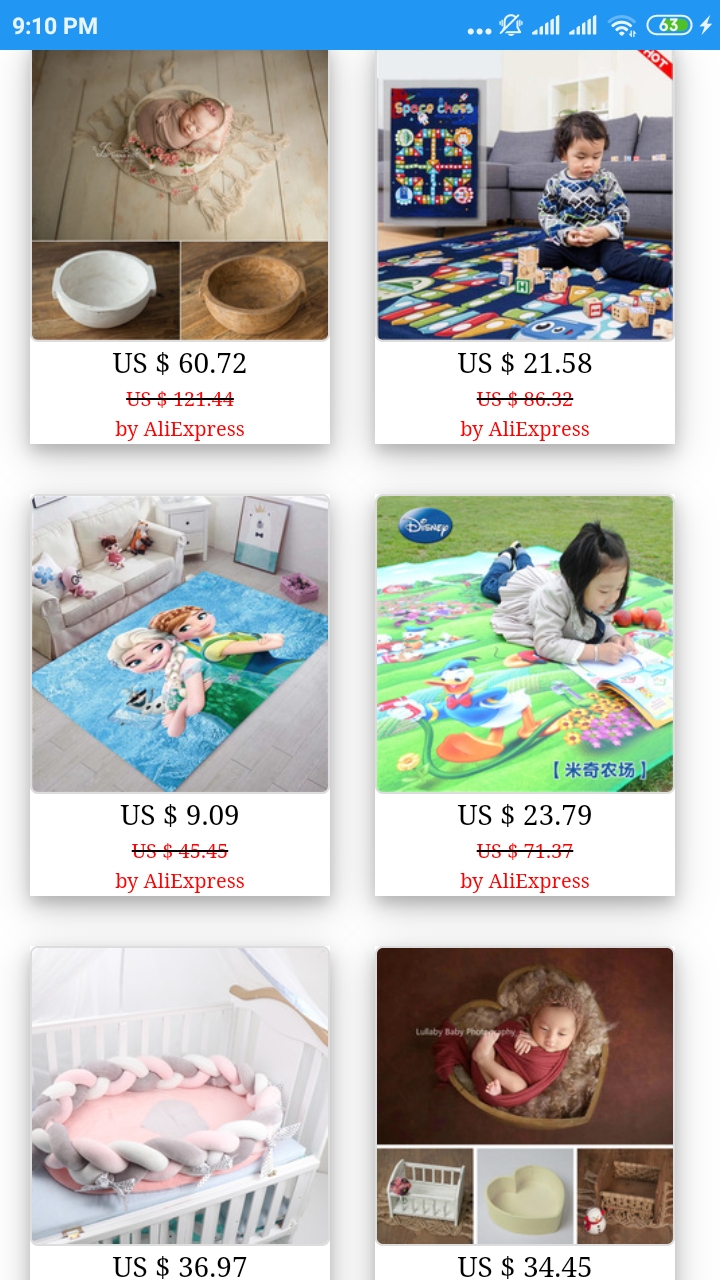 9:10 PM
63
HOT
Space chess
US $ 60.72
US $ 121.44
by AliExpress
US $ 21.58
US $ 86.32
by AliExpress
Disney
【 米奇农场 】
US $ 9.09
US $ 45.45
by AliExpress
US $ 23.79
US $ 71.37
by AliExpress
Lullaby Baby Photography
US $ 36.97
US $ 34.45